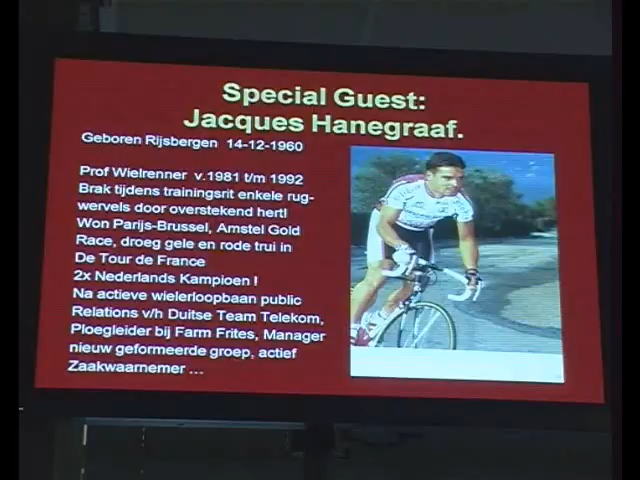 Special Guest:
Jacques Hanegraaf.
Geboren Rijsbergen 14-12-1960
Prof Wielrenner v.1981 t/m 1992
Brak tijdens trainingsrit enkele rug-
wervels door overstekend hert!
Won Parijs-Brussel, Amstel Gold
Race, droeg gele en rode trui in
De Tour de France
2x Nederlands Kampioen !
Na actieve wielerloopbaan public
Relations v/h Duitse Team Telekom,
Ploegleider bij Farm Frites, Manager
nieuw geformeerde groep, actief
Zaakwaarnemer ...